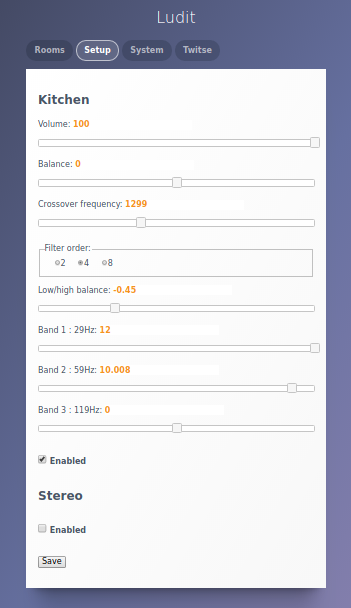 Ludit
Rooms Setup System Twitse
Kitchen
Volume: 100
Balance: 0
Crossover frequency: 1299
Filter order:
2 4 8
Low/high balance: -0.45
Band 1 : 29Hz: 12
Band 2 : 59Hz: 10.008
Band 3 : 119Hz: 0
Enabled
Stereo
Enabled
Save